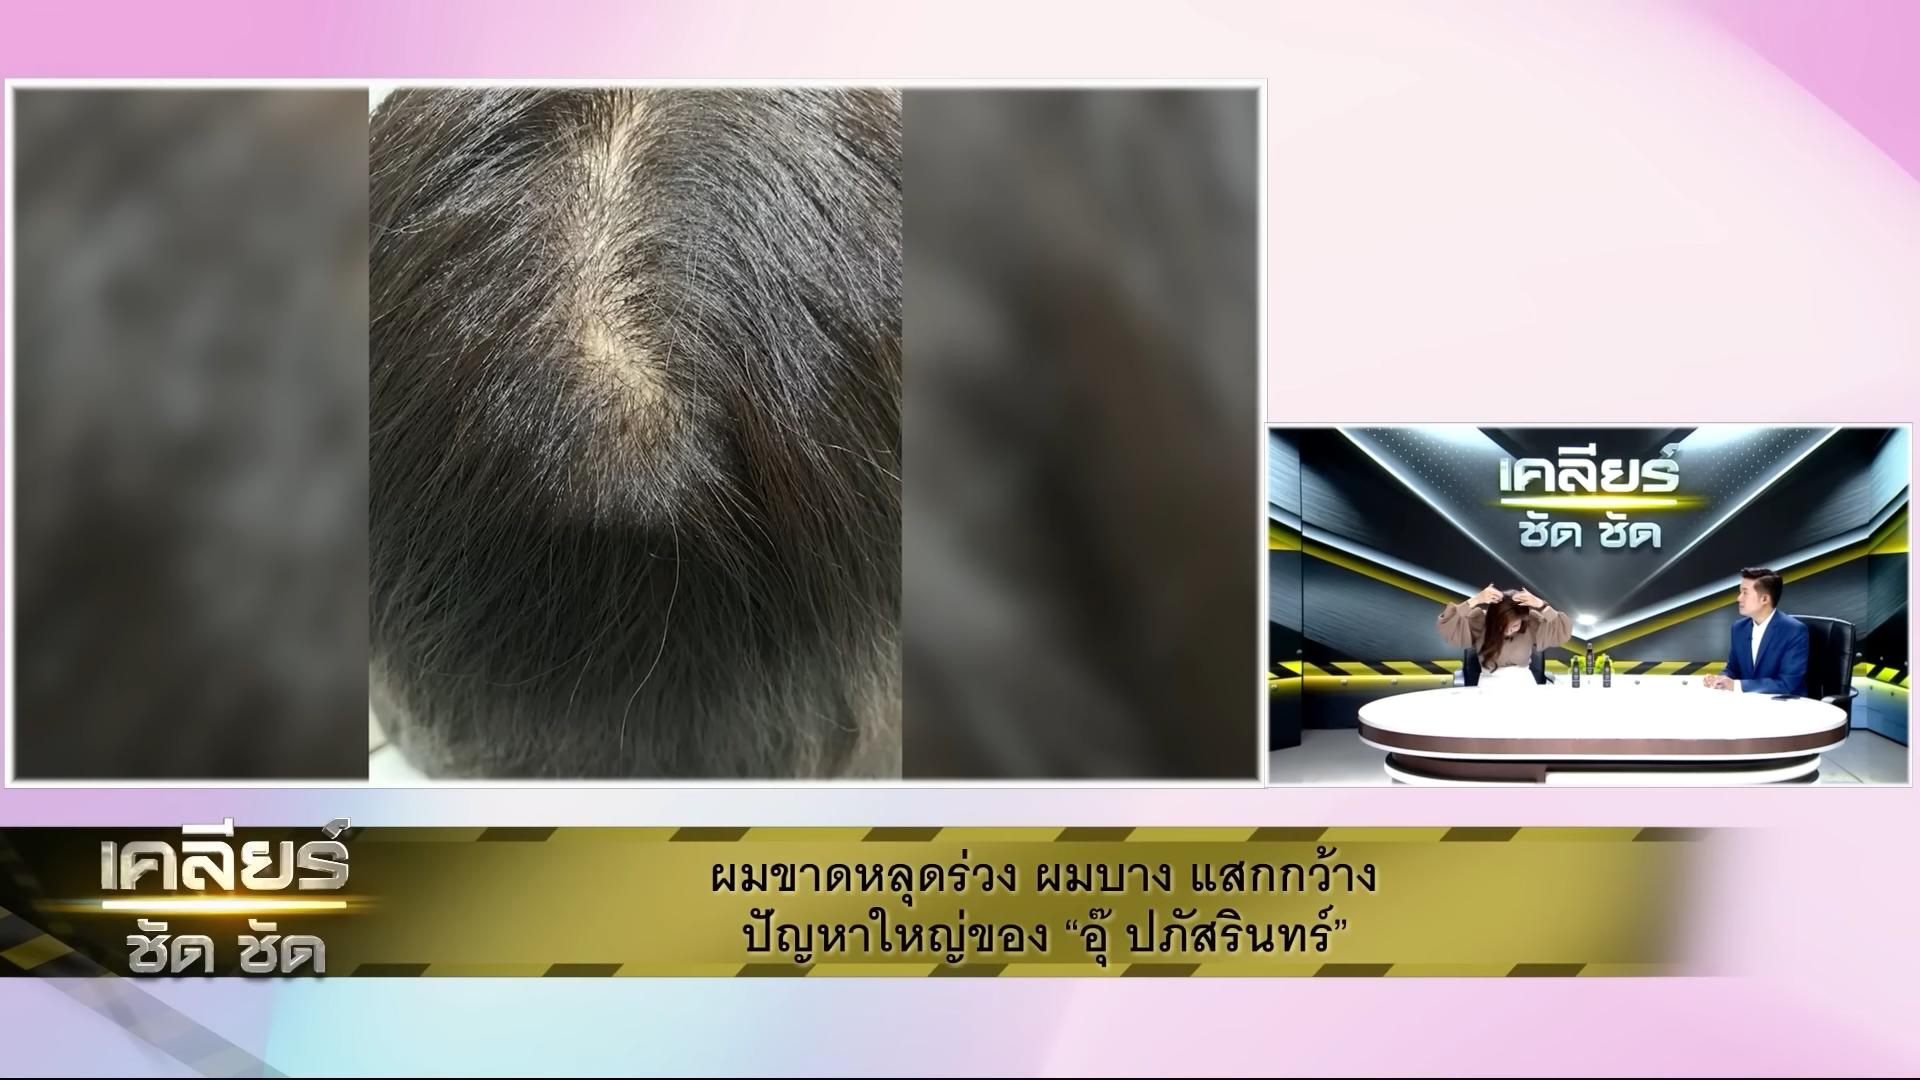 เคลียร์
ชัด ชัด
เคลียร์
ชัด ชัด
ผมขาดหลุดร่วง ผมบาง แสกกว้าง
ปัญหาใหญ่ของ “อุ๊ ปภัสรินทร์”